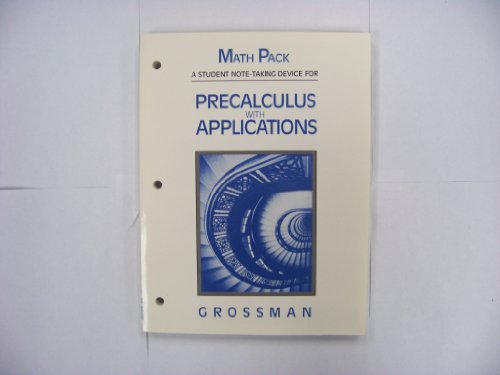 MATH PACK
A STUDENT NOTE-TAKING DEVICE FOR
PRECALCULUS
WITH
APPLICATIONS
GROSSMAN